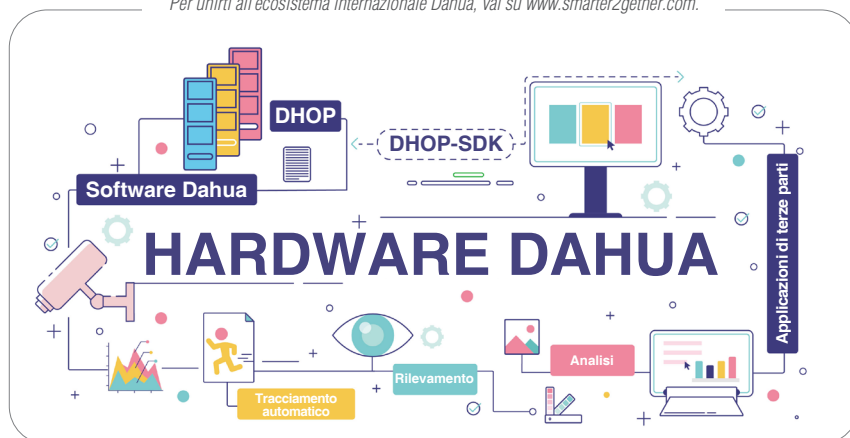 Per unirti all'ecosistema internazionale Dahua, vai su www.smarter2gether.com.
DHOP
DHOP-SDK
Software Dahua
HARDWARE DAHUA
Applicazioni di terze parti
Analisi
Rilevamento
Tracciamento
automatico